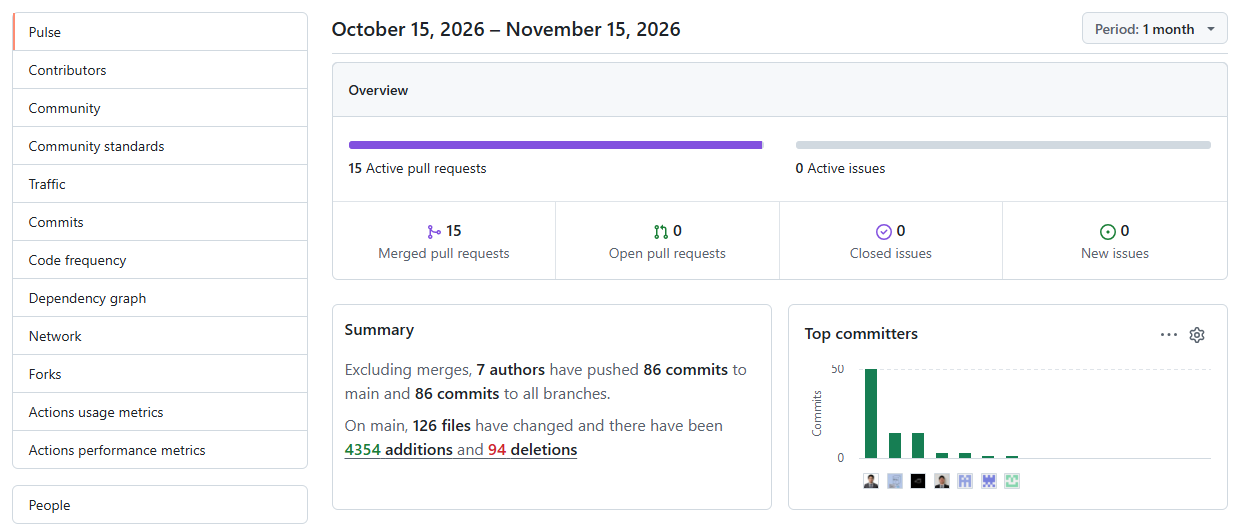 Pulse
Contributors
Community
Community standards
Traffic
Commits
Code frequency
Dependency graph
Network
Forks
Actions usage metrics
Actions performance metrics
People
October 15, 2026 – November 15, 2026
Period: 1 month
Overview
15 Active pull requests
0 Active issues
15
Merged pull requests
0
Open pull requests
0
Closed issues
0
New issues
Summary
Excluding merges, 7 authors have pushed 86 commits to
main and 86 commits to all branches.
On main, 126 files have changed and there have been
4354 additions and 94 deletions
Top committers
50
Commits
0